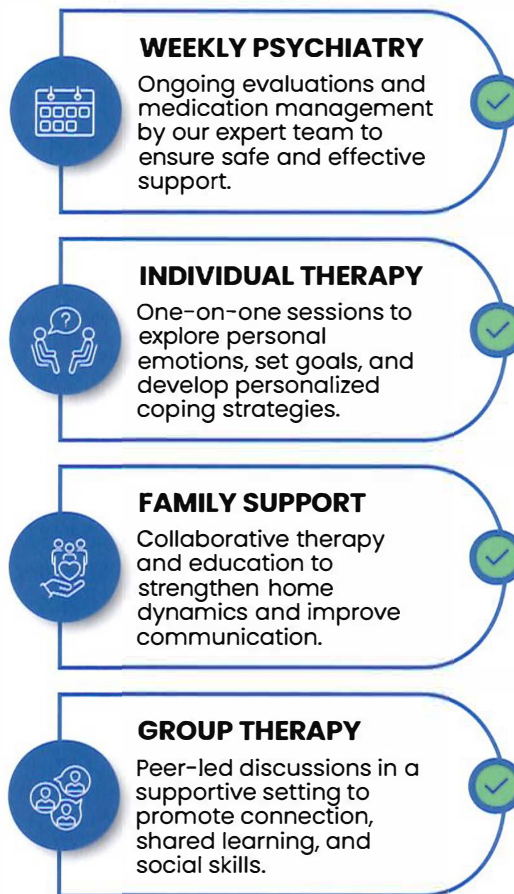 WEEKLY PSYCHIATRY
Ongoing evaluations and
medication management
by our expert team to
ensure safe and effective
support.
INDIVIDUAL THERAPY
?
One-on-one sessions to
explore personal
emotions, set goals, and
develop personalized
coping strategies.
FAMILY SUPPORT
Collaborative therapy
and education to
strengthen home
dynamics and improve
communication.
GROUP THERAPY
Peer-led discussions in a
supportive setting to
promote connection,
shared learning, and
social skills.